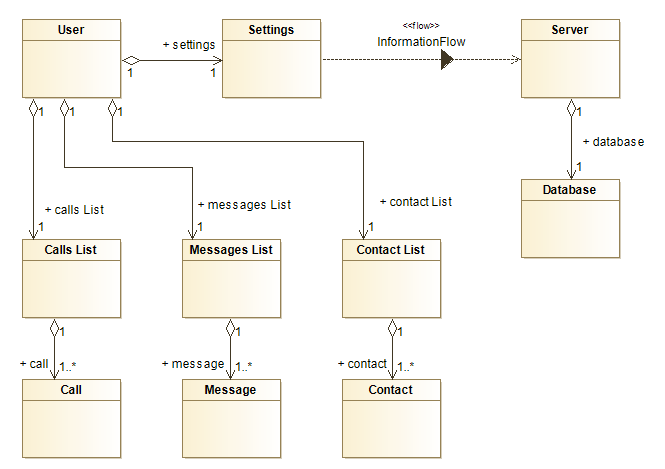 <<flow>>
User
Settings
Server
+ settings
InformationFlow
1
1
1
1
1
1
+ database
1
Database
+ calls List
+ messages List
+ contact List
1
1
1
Calls List
Messages List
Contact List
1
1
1
+ call
1..*
+ message
1..*
+ contact
1..*
Call
Message
Contact